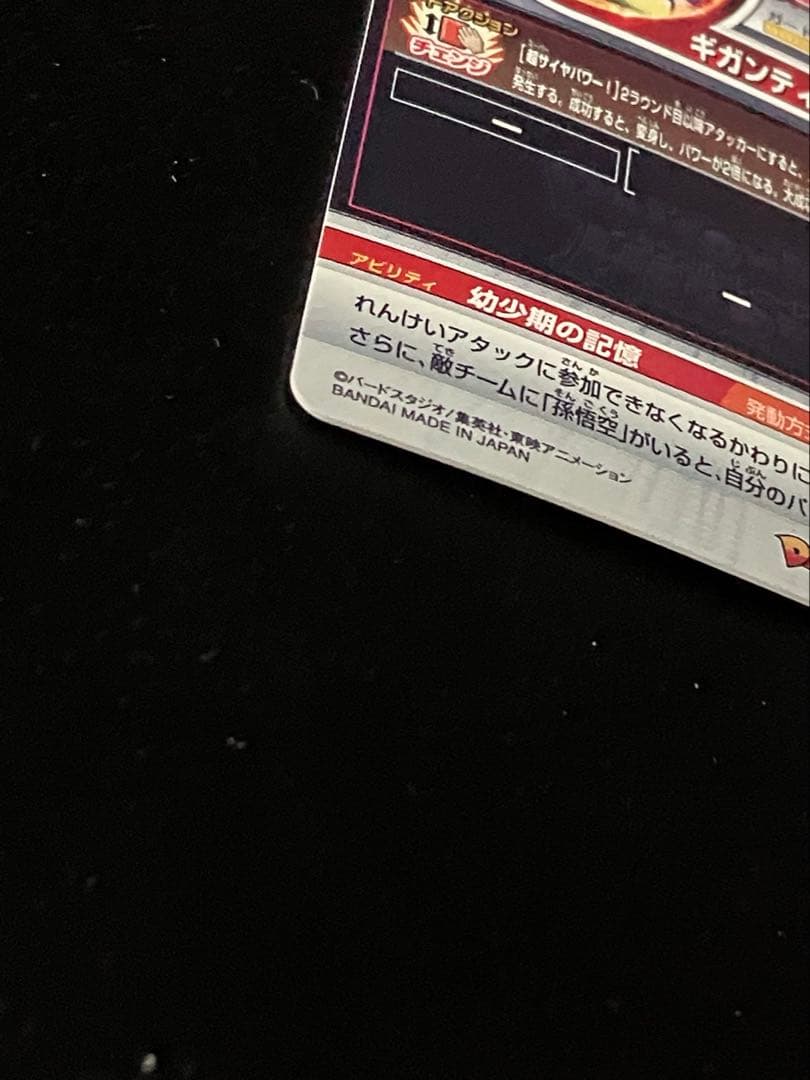 ギガンティ
チェンジ
[超サイヤパワー!]2ラウンド目以降アタッカーにすると、
発生する。成功すると、変身し、パワーが2倍になる。大成功
アビリティ
幼少期の記憶
発動方
れんけいアタックに参加できなくなるかわりに
さらに、敵チームに「孫悟空」がいると、自分のパ
©バードスタジオ/集英社・東映アニメーション
BANDAI MADE IN JAPAN